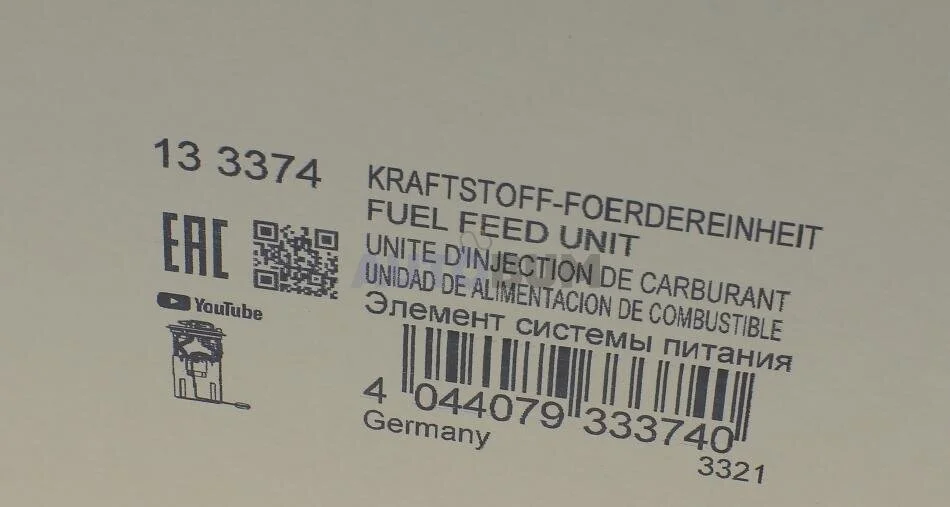 13 3374
KRAFTSTOFF-FOERDEREINHEIT
FUEL FEED UNIT
UNITE D'INJECTION DE CARBURANT
UNIDAD DE ALIMENTACION DE COMBUSTIBLE
Элемент системы питания
EAC
YouTube
4 044079 333740
Germany
3321
AUTOBUM